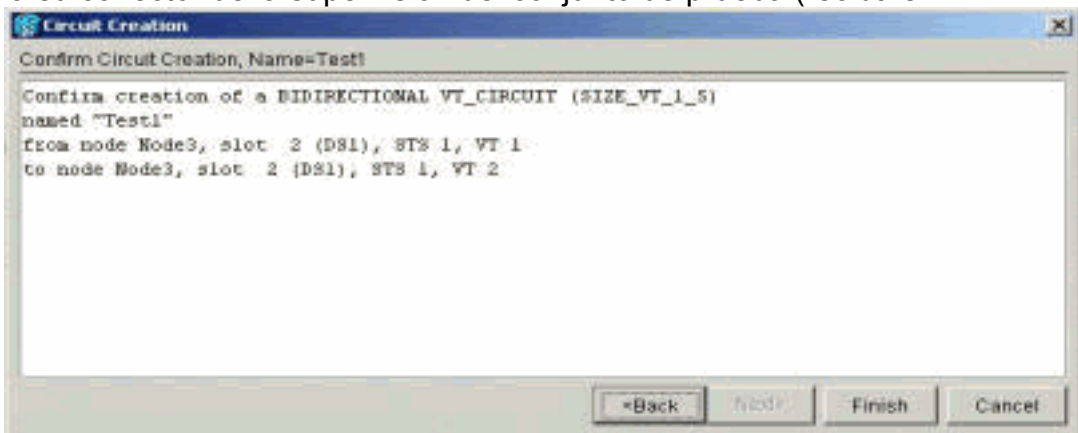 Circuit Creation
Confirm Circuit Creation, Name=Test1
Confirm creation of a BIDIRECTIONAL VT_CIRCUIT (SIZE_VT_1_5)
named "Test1"
from node Node3, slot 2 (DS1), STS 1, VT 1
to node Node3, slot 2 (DS1), STS 1, VT 2
<Back Next> Finish Cancel